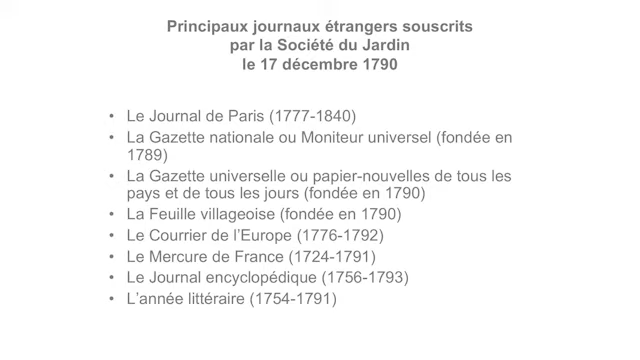 Principaux journaux étrangers souscrits
par la Société du Jardin
le 17 décembre 1790
• Le Journal de Paris (1777-1840)
• La Gazette nationale ou Moniteur universel (fondée en
1789)
• La Gazette universelle ou papier-nouvelles de tous les
pays et de tous les jours (fondée en 1790)
• La Feuille villageoise (fondée en 1790)
• Le Courrier de l’Europe (1776-1792)
• Le Mercure de France (1724-1791)
• Le Journal encyclopédique (1756-1793)
• L’année littéraire (1754-1791)